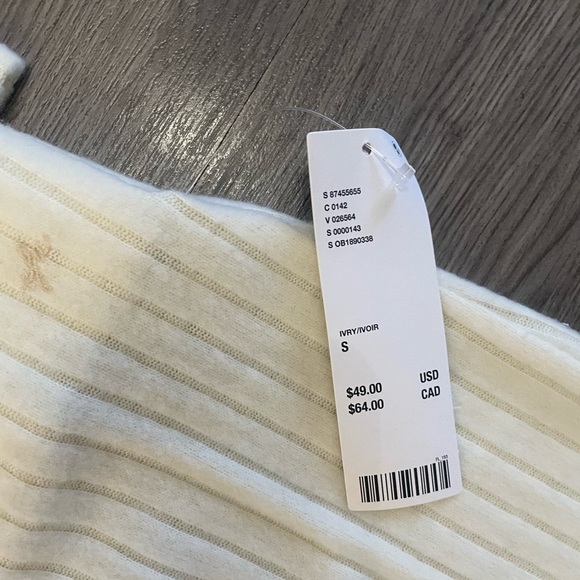 S 87455655
C 0142
V 026564
S 0000143
S OB1890338
IVRY/IVOIR
S
$49.00 USD
$64.00 CAD